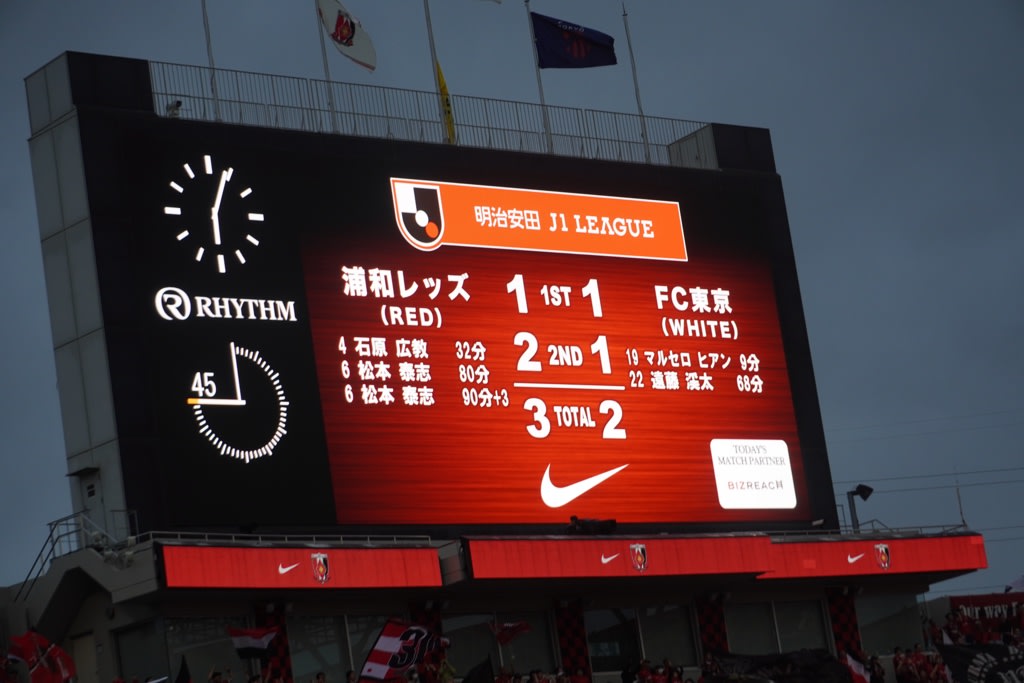 TOKYO
明治安田 J1 LEAGUE
浦和レッズ 1 1ST 1 FC東京
(RED) (WHITE)
RHYTHM
4 石原 広教 32分 2 2ND 1 19 マルセロ ヒアン 9分
6 松本 泰志 80分 22 遠藤 渓太 68分
6 松本 泰志 90分+3 3 TOTAL 2
45
TODAY'S
MATCH PARTNER
BIZREACH
OUR WAY